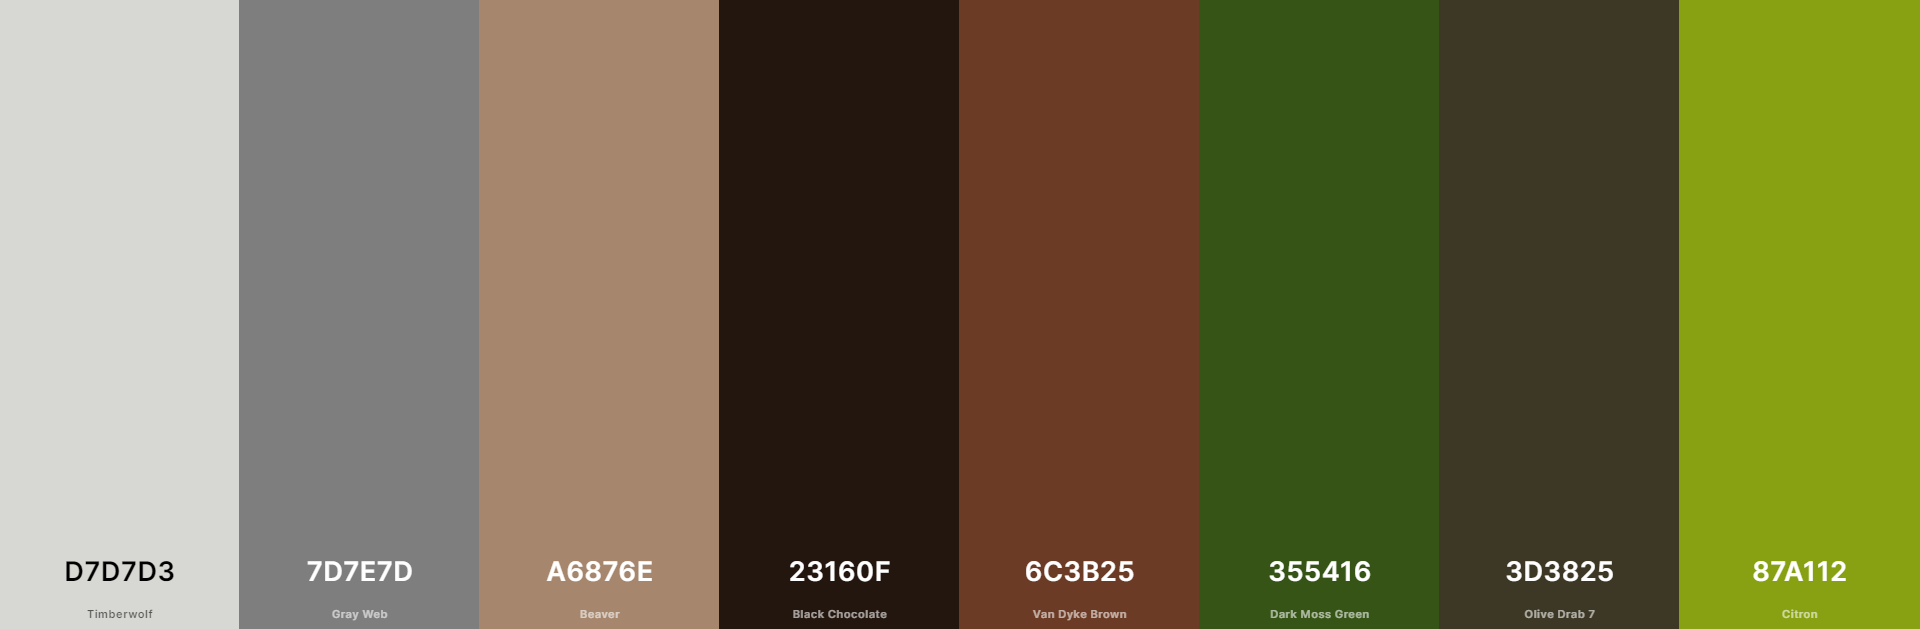 D7D7D3
Timberwolf
7D7E7D
Gray Web
A6876E
Beaver
23160F
Black Chocolate
6C3B25
Van Dyke Brown
355416
Dark Moss Green
3D3825
Olive Drab 7
87A112
Citron